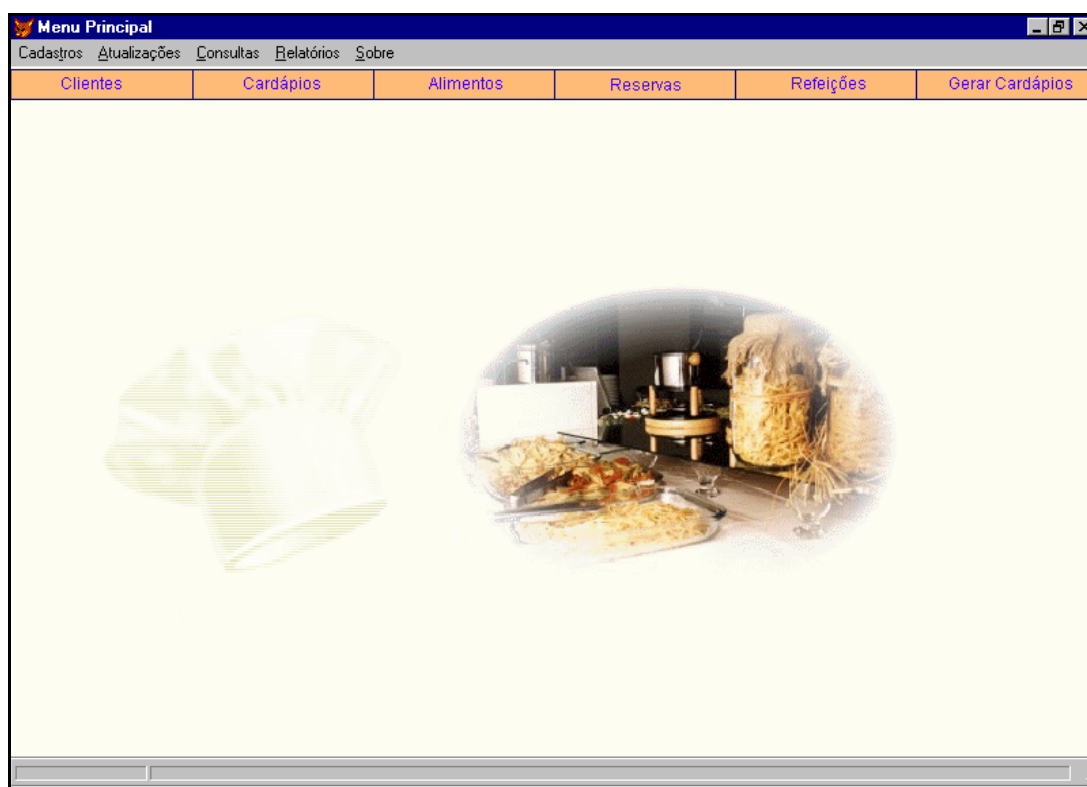 Menu Principal
Cadastros Atualizações Consultas Relatórios Sobre
Clientes Cardápios Alimentos Reservas Refeições Gerar Cardápios